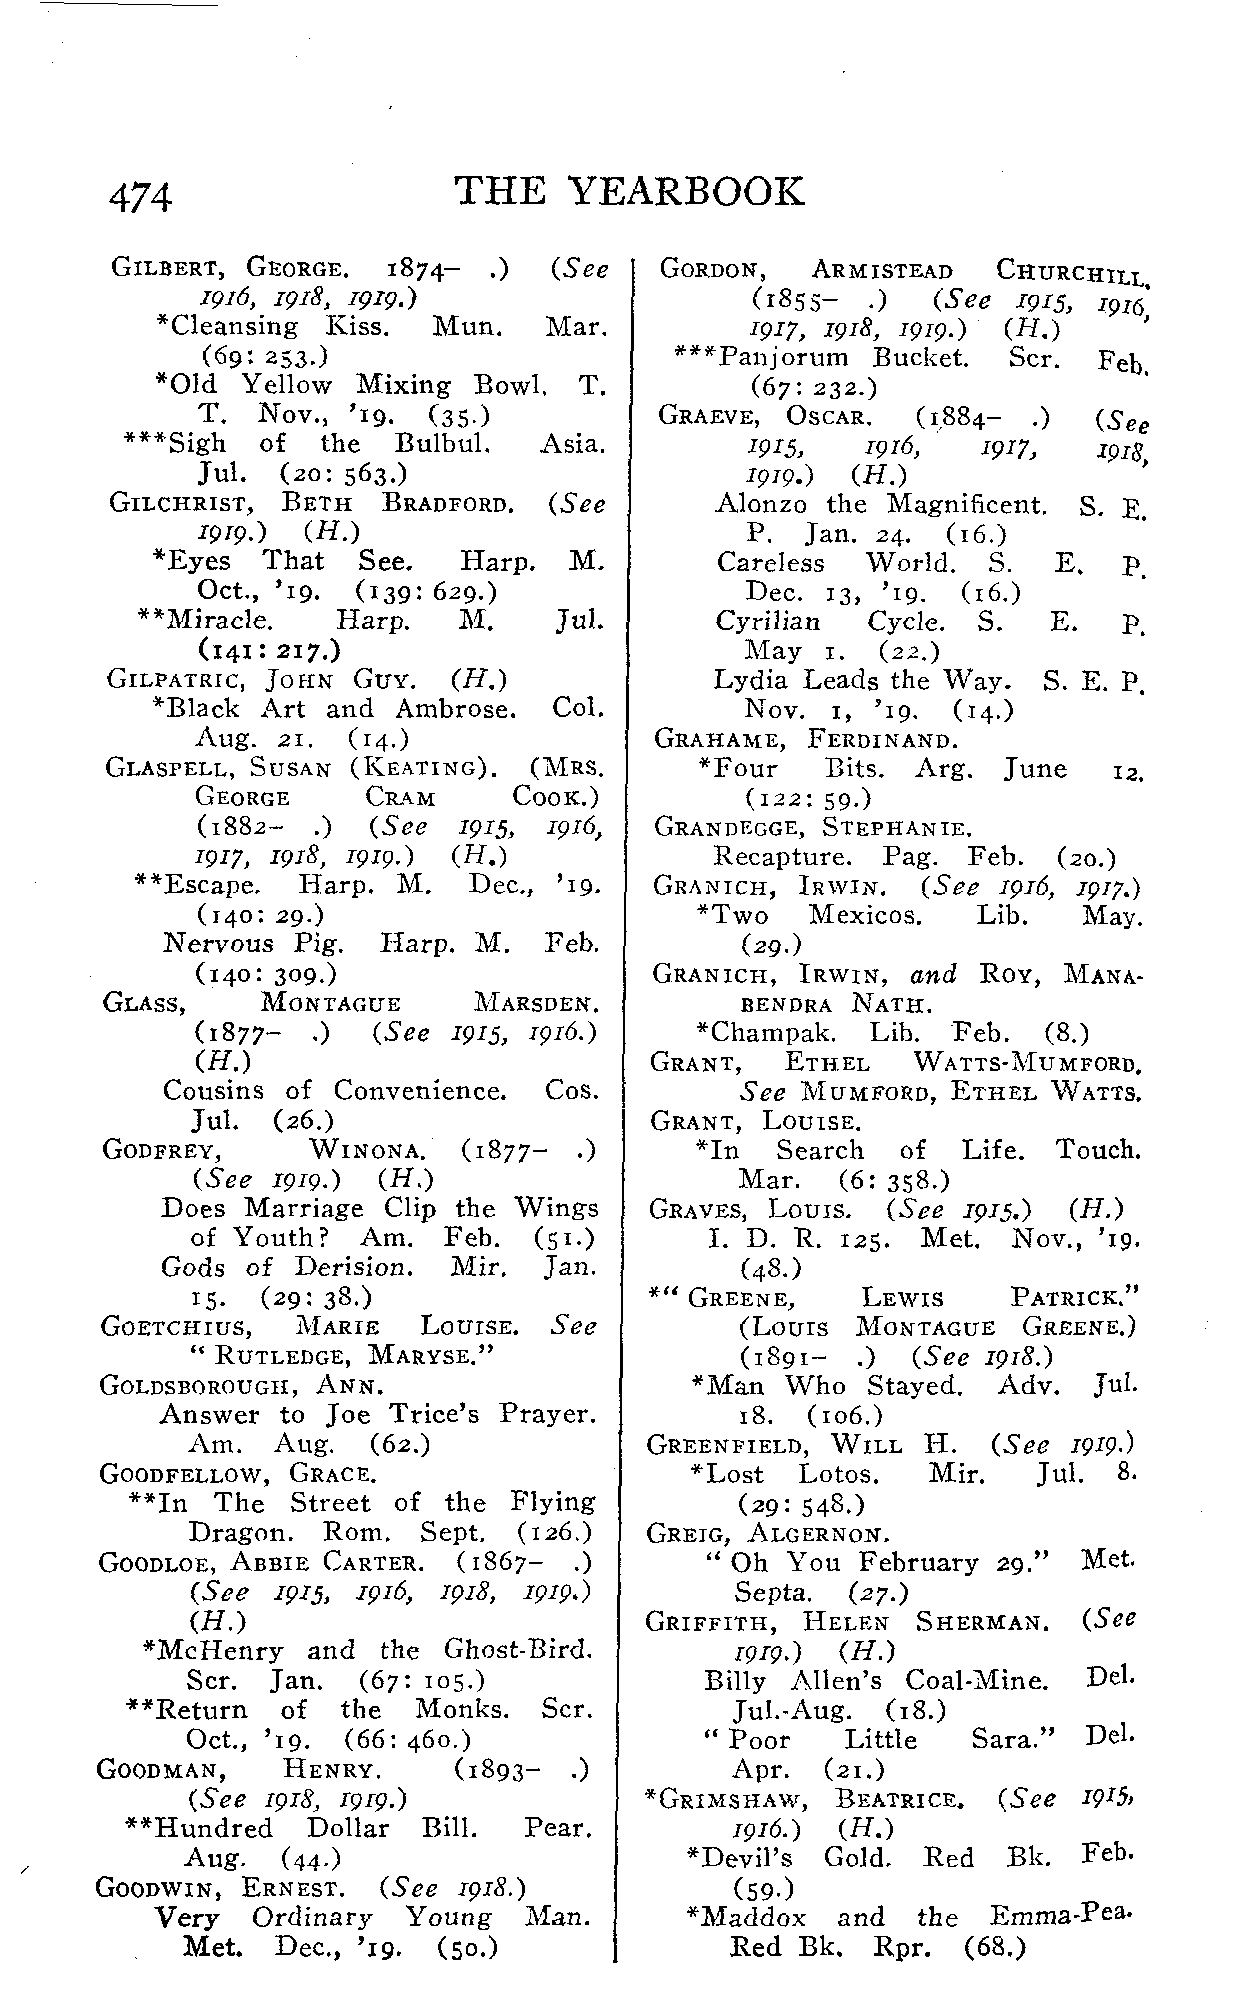 474
THE YEARBOOK
GILBERT, GEORGE. 1874– .) (See
1916, 1918, 1919.)
*Cleansing Kiss. Mun. Mar.
(69: 253.)
*Old Yellow Mixing Bowl. T.
T. Nov., ’19. (35.)
***Sigh of the Bulbul. Asia.
Jul. (20: 563.)
GILCHRIST, BETH BRADFORD. (See
1919.) (H.)
*Eyes That See. Harp. M.
Oct., ’19. (139: 629.)
**Miracle. Harp. M. Jul.
(141: 217.)
GILPATRIC, JOHN GUY. (H.)
*Black Art and Ambrose. Col.
Aug. 21. (14.)
GLASPELL, SUSAN (KEATING). (MRS.
GEORGE CRAM COOK.)
(1882– .) (See 1915, 1916,
1917, 1918, 1919.) (H.)
**Escape. Harp. M. Dec., ’19.
(140: 29.)
Nervous Pig. Harp. M. Feb.
(140: 309.)
GLASS, MONTAGUE MARSDEN.
(1877– .) (See 1915, 1916.)
(H.)
Cousins of Convenience. Cos.
Jul. (26.)
GODFREY, WINONA. (1877– .)
(See 1919.) (H.)
Does Marriage Clip the Wings
of Youth? Am. Feb. (51.)
Gods of Derision. Mir. Jan.
15. (29: 38.)
GOETCHIUS, MARIE LOUISE. See
“ RUTLEDGE, MARYSE.”
GOLDSBOROUGH, ANN.
Answer to Joe Trice’s Prayer.
Am. Aug. (62.)
GOODFELLOW, GRACE.
**In The Street of the Flying
Dragon. Rom. Sept. (126.)
GOODLOE, ABBIE CARTER. (1867– .)
(See 1915, 1916, 1918, 1919.)
(H.)
*McHenry and the Ghost-Bird.
Scr. Jan. (67: 105.)
**Return of the Monks. Scr.
Oct., ’19. (66: 460.)
GOODMAN, HENRY. (1893– .)
(See 1918, 1919.)
**Hundred Dollar Bill. Pear.
Aug. (44.)
GOODWIN, ERNEST. (See 1918.)
Very Ordinary Young Man.
Met. Dec., ’19. (50.)
GORDON, ARMISTEAD CHURCHILL.
(1855– .) (See 1915, 1916,
1917, 1918, 1919.) (H.)
***Panjorum Bucket. Scr. Feb.
(67: 232.)
GRAEVE, OSCAR. (1884– .) (See
1915, 1916, 1917, 1918,
1919.) (H.)
Alonzo the Magnificent. S. E.
P. Jan. 24. (16.)
Careless World. S. E. P.
Dec. 13, ’19. (16.)
Cyrilian Cycle. S. E. P.
May 1. (22.)
Lydia Leads the Way. S. E. P.
Nov. 1, ’19. (14.)
GRAHAME, FERDINAND.
*Four Bits. Arg. June 12.
(122: 59.)
GRANDEGGE, STEPHANIE.
Recapture. Pag. Feb. (20.)
GRANICH, IRWIN. (See 1916, 1917.)
*Two Mexicos. Lib. May.
(29.)
GRANICH, IRWIN, and ROY, MANA-
BENDRA NATH.
*Champak. Lib. Feb. (8.)
GRANT, ETHEL WATTS-MUMFORD.
See MUMFORD, ETHEL WATTS.
GRANT, LOUISE.
*In Search of Life. Touch.
Mar. (6: 358.)
GRAVES, LOUIS. (See 1915.) (H.)
I. D. R. 125. Met. Nov., ’19.
(48.)
*“ GREENE, LEWIS PATRICK.”
(LOUIS MONTAGUE GREENE.)
(1891– .) (See 1918.)
*Man Who Stayed. Adv. Jul.
18. (106.)
GREENFIELD, WILL H. (See 1919.)
*Lost Lotos. Mir. Jul. 8.
(29: 548.)
GREIG, ALGERNON.
“ Oh You February 29.” Met.
Septa. (27.)
GRIFFITH, HELEN SHERMAN. (See
1919.) (H.)
Billy Allen’s Coal-Mine. Del.
Jul.-Aug. (18.)
“ Poor Little Sara.” Del.
Apr. (21.)
*GRIMSHAW, BEATRICE. (See 1915,
1916.) (H.)
*Devil’s Gold. Red Bk. Feb.
(59.)
*Maddox and the Emma-Pea.
Red Bk. Rpr. (68.)